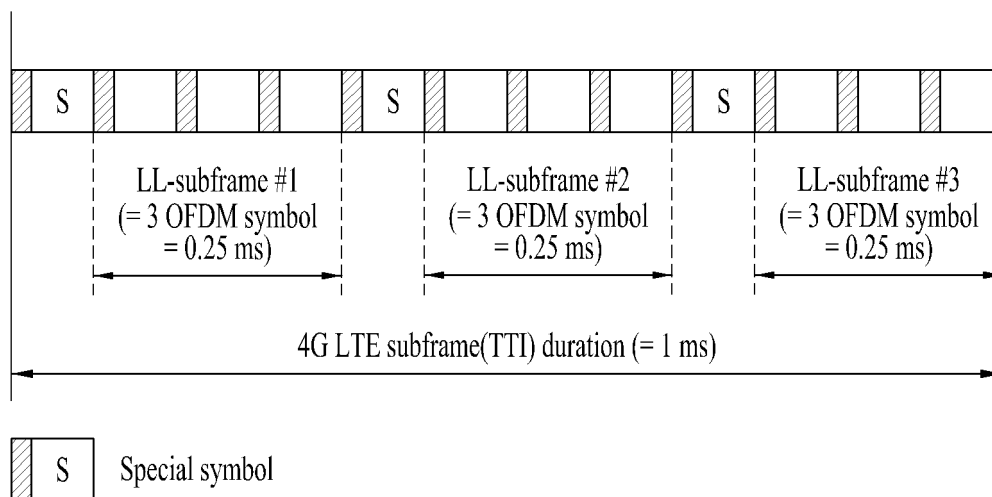 S S S
LL-subframe #1 LL-subframe #2 LL-subframe #3
(= 3 OFDM symbol (= 3 OFDM symbol (= 3 OFDM symbol
= 0.25 ms) = 0.25 ms) = 0.25 ms)
4G LTE subframe(TTI) duration (= 1 ms)
S Special symbol